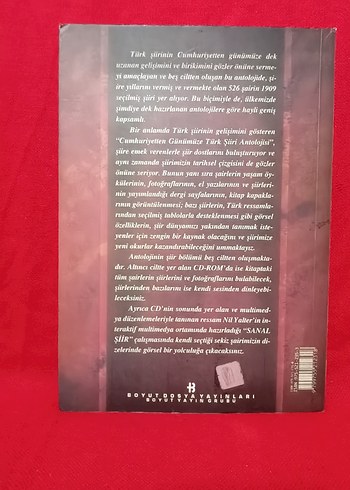 Türk şiirinin Cumhuriyetten günümüze dek
uzanan gelişimini ve birikimini gözler önüne serme-
yi amaçlayan ve beş ciltten oluşan bu antolojide, şi-
ire yıllarını vermiş ve vermekte olan 526 şairin 1909
seçilmiş şiiri yer alıyor. Bu biçimiyle de, ülkemizde
şimdiye dek hazırlanan antolojilere göre hayli geniş
kapsamlı.
Bir anlamda Türk şiirinin gelişimini gösteren
"Cumhuriyetten Günümüze Türk Şiiri Antolojisi",
şiire emek verenlerle şiir dostlarını buluşturuyor ve
aynı zamanda şiirimizin tarihsel çizgisini de gözler
önüne seriyor. Bunun yanı sıra şairlerin yaşam öy-
külerinin, fotoğraflarının, el yazılarının ve şiirleri-
nin yayımlandığı dergi sayfalarının, kitap kapakla-
rının görüntülenmesi; bazı şiirlerin, Türk ressamla-
rından seçilmiş tablolarla desteklenmesi gibi görsel
özelliklerin, şiir dünyamızı yakından tanımak iste-
yenler için zengin bir kaynak olacağını ve şiirimize
yeni okurlar kazandırabileceğini ummaktayız.
Antolojinin şiir bölümü beş ciltten oluşmakta-
dır. Altıncı ciltte yer alan CD-ROM'da ise kitaptaki
tüm şairlerin şiirlerini ve fotoğraflarını bulabilecek,
şiirlerinden bazılarını ise kendi sesinden dinleyebi-
leceksiniz.
Ayrıca CD'nin sonunda yer alan ve multimed-
ya düzenlemeleriyle tanınan ressam Nil Yalter'in in-
teraktif multimedya ortamında hazırladığı "SANAL
ŞİİR" çalışmasında kendi seçtiği sekiz şairimizin di-
zelerinde görsel bir yolculuğa çıkacaksınız.
BOYUT DOSYA YAYINLARI
BOYUT YAYIN GRUBU